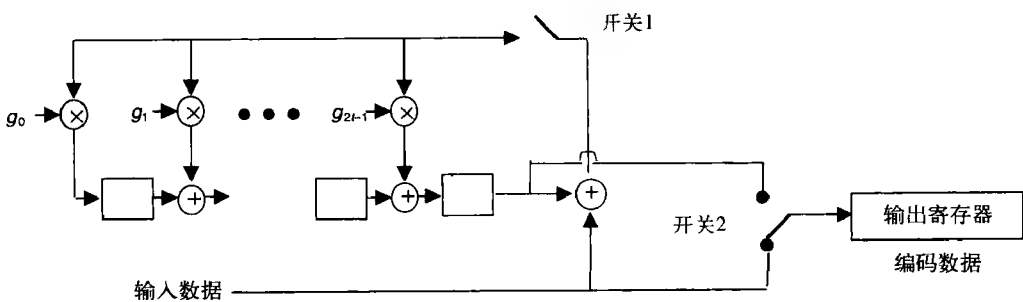 开关1
g₀
g₁
g₂ₜ₋₁
开关2
输出寄存器
编码数据
输入数据